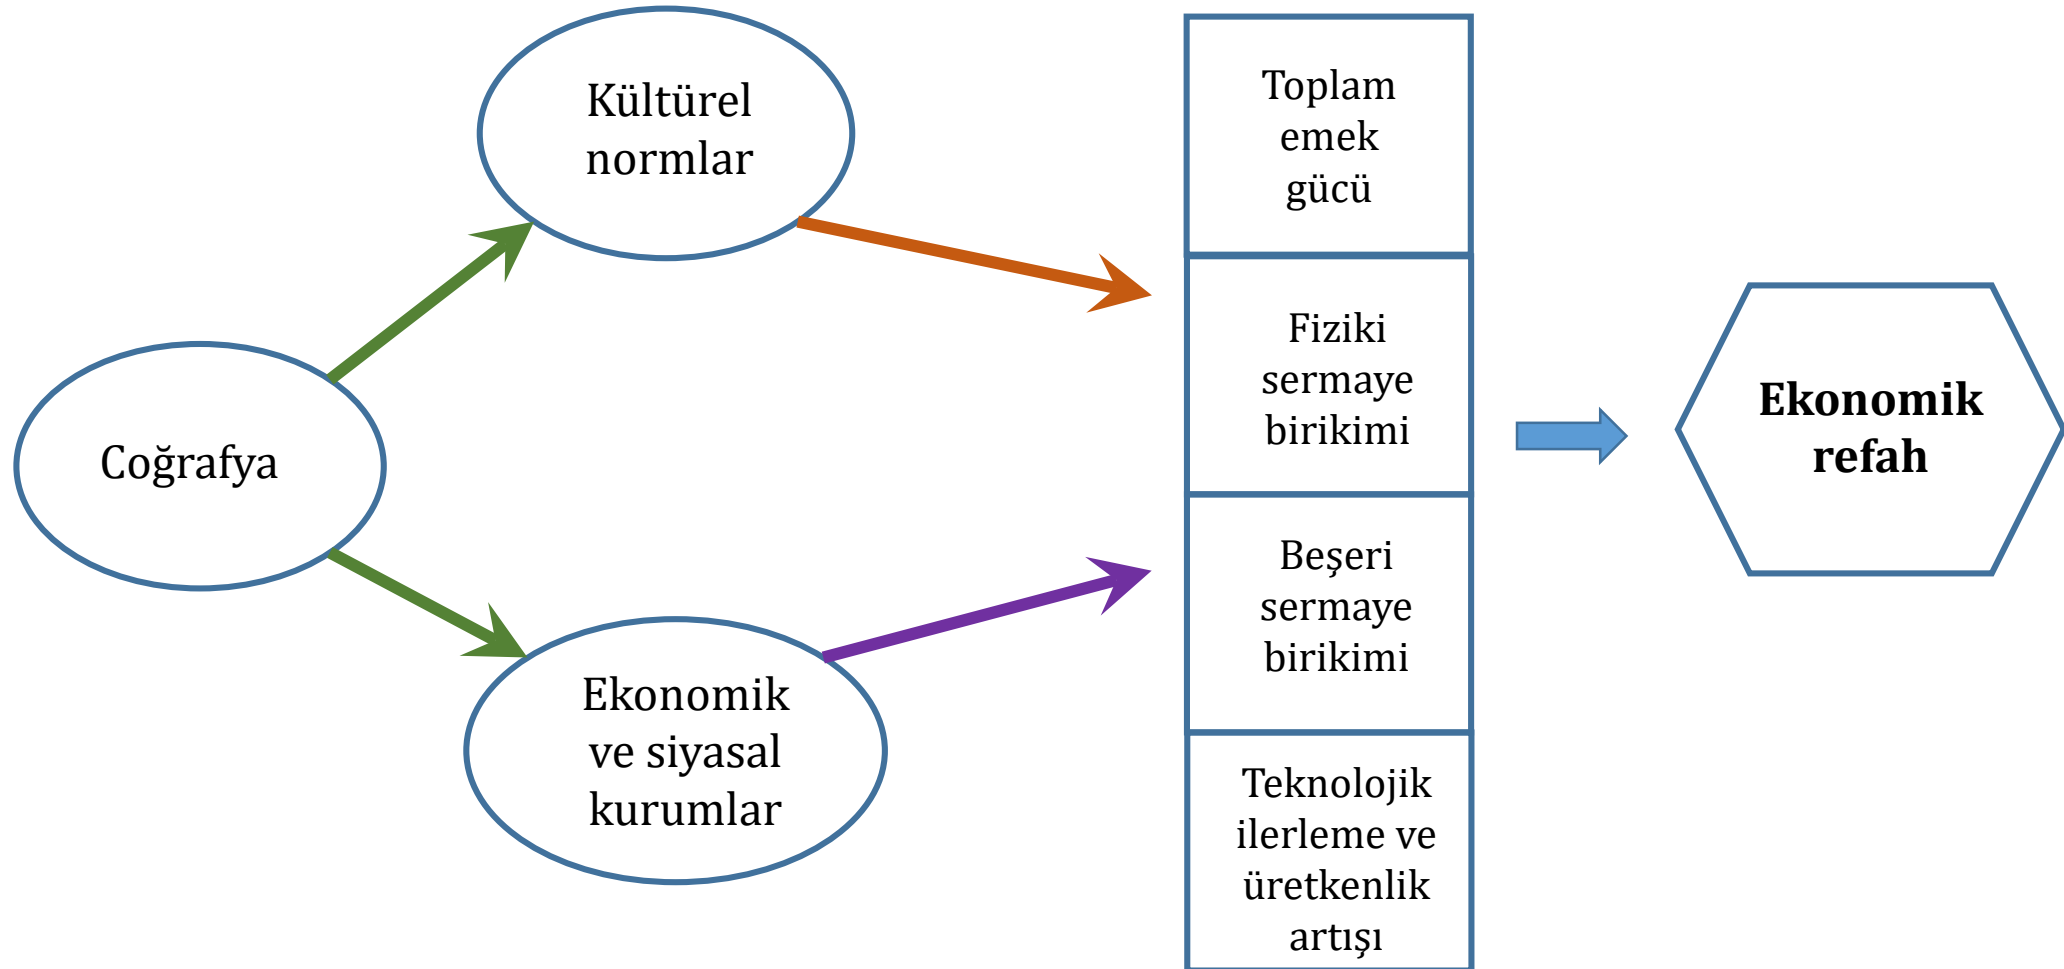 Kültürel
normlar
Coğrafya
Ekonomik
ve siyasal
kurumlar
Toplam
emek
gücü
Fiziki
sermaye
birikimi
Beşeri
sermaye
birikimi
Teknolojik
ilerleme ve
üretkenlik
artışı
Ekonomik
refah